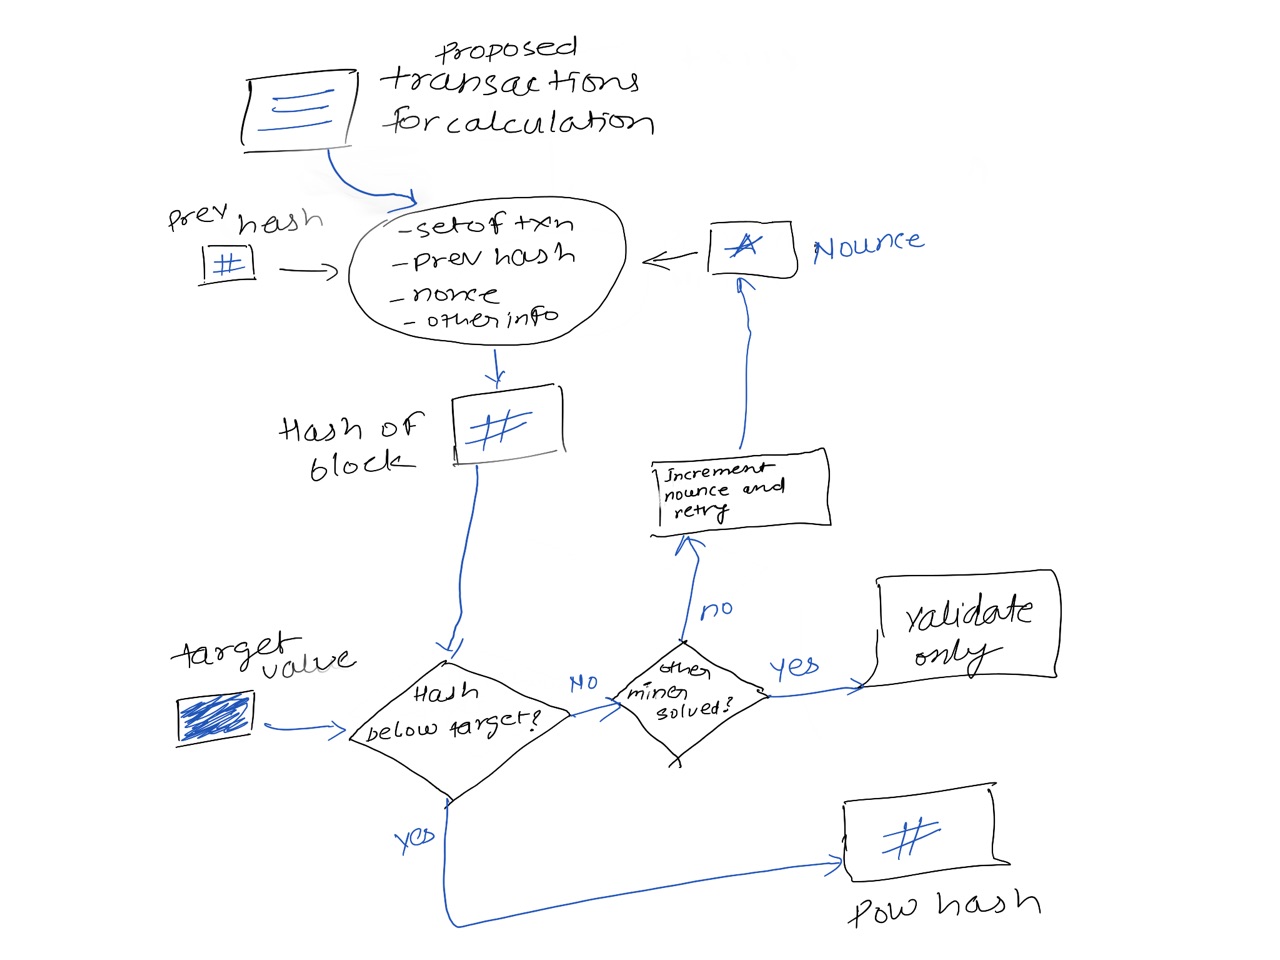 Proposed
transactions
for calculation
prev hash
#
- set of txn
- prev hash
- nonce
- other info
Nounce
Hash of
block
#
Increment
nounce and
retry
no
validate
only
target
value
Hash
below target?
No
other
miner
solved?
yes
yes
#
Pow hash